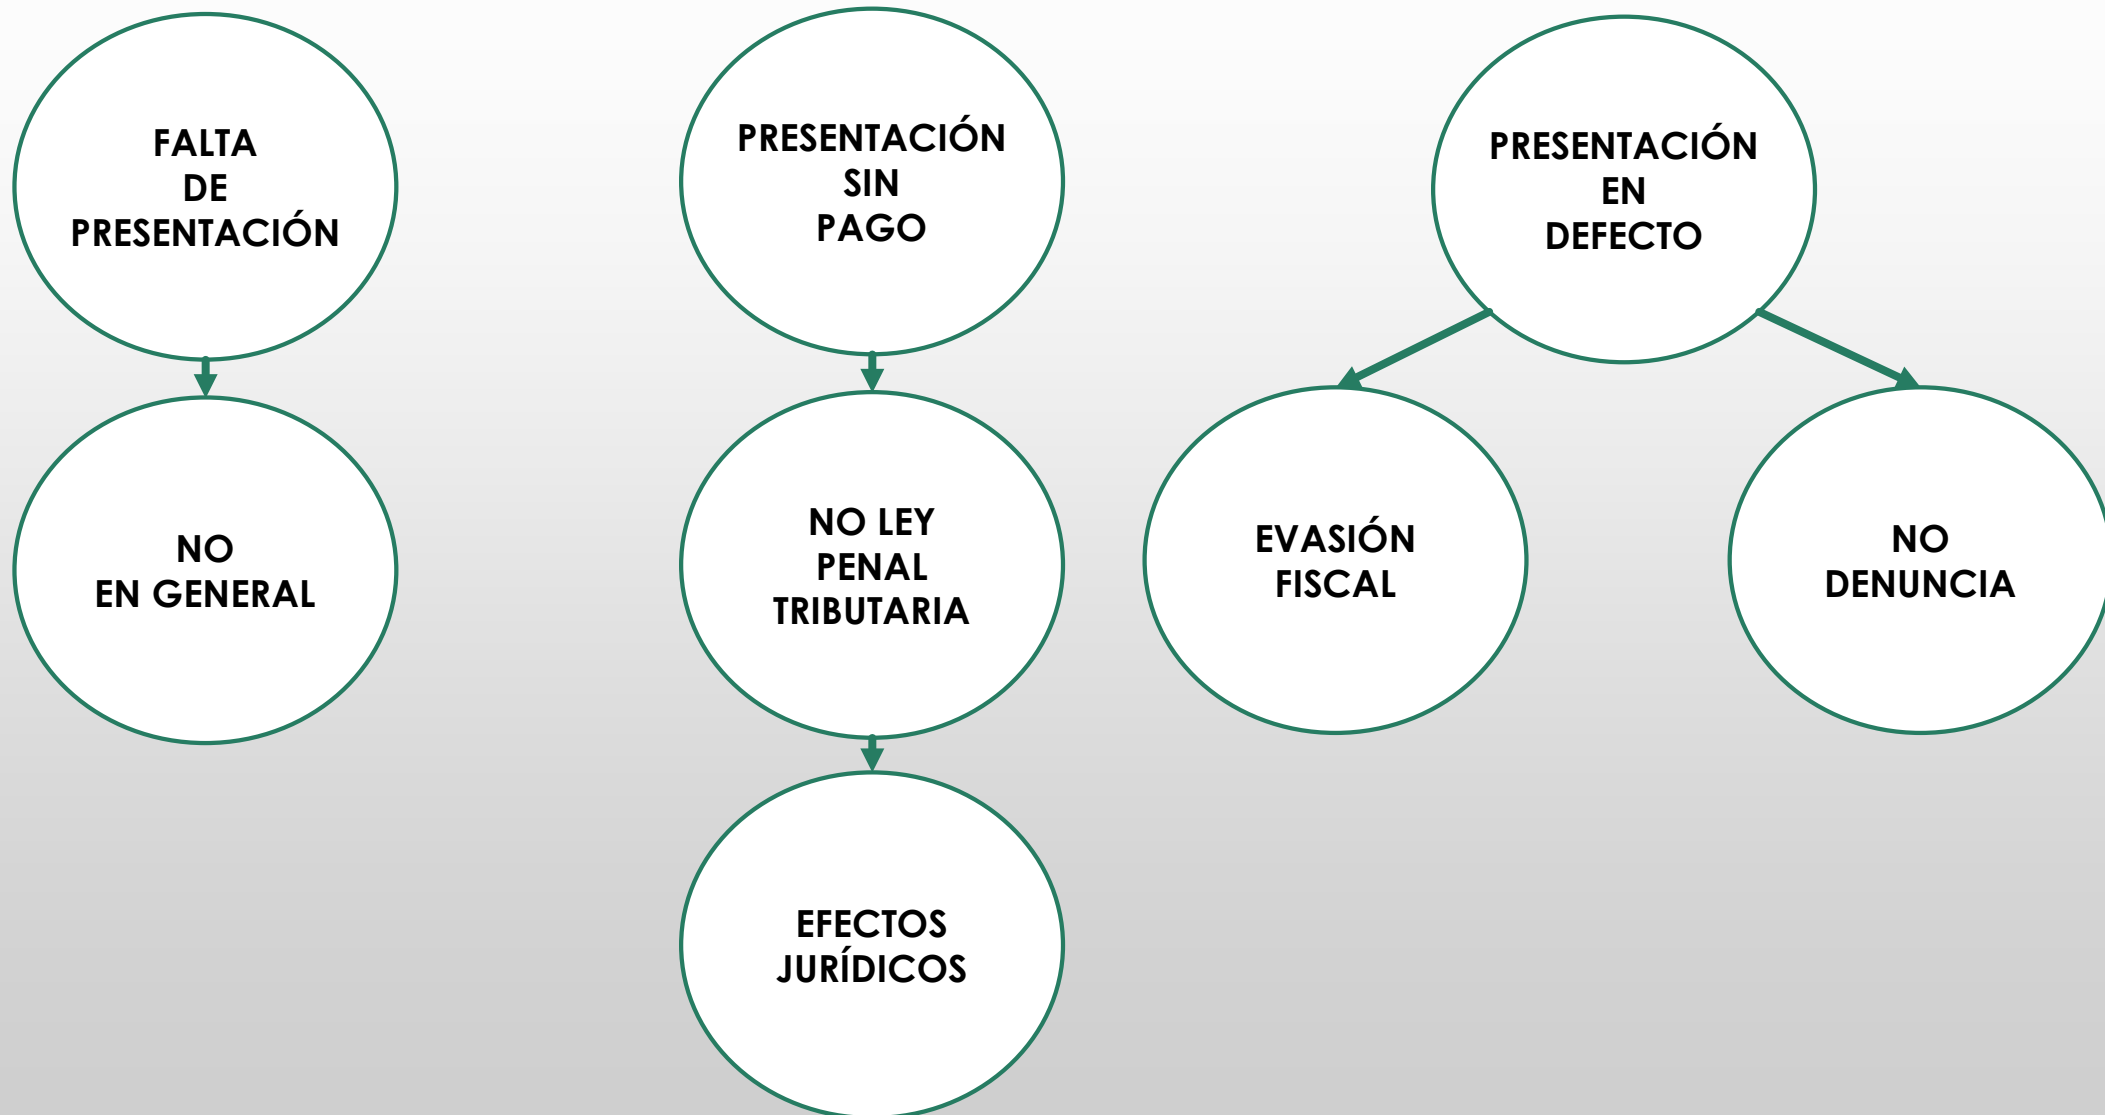 FALTA
DE
PRESENTACIÓN
PRESENTACIÓN
SIN
PAGO
PRESENTACIÓN
EN
DEFECTO
NO
EN GENERAL
NO LEY
PENAL
TRIBUTARIA
EVASIÓN
FISCAL
NO
DENUNCIA
EFECTOS
JURÍDICOS